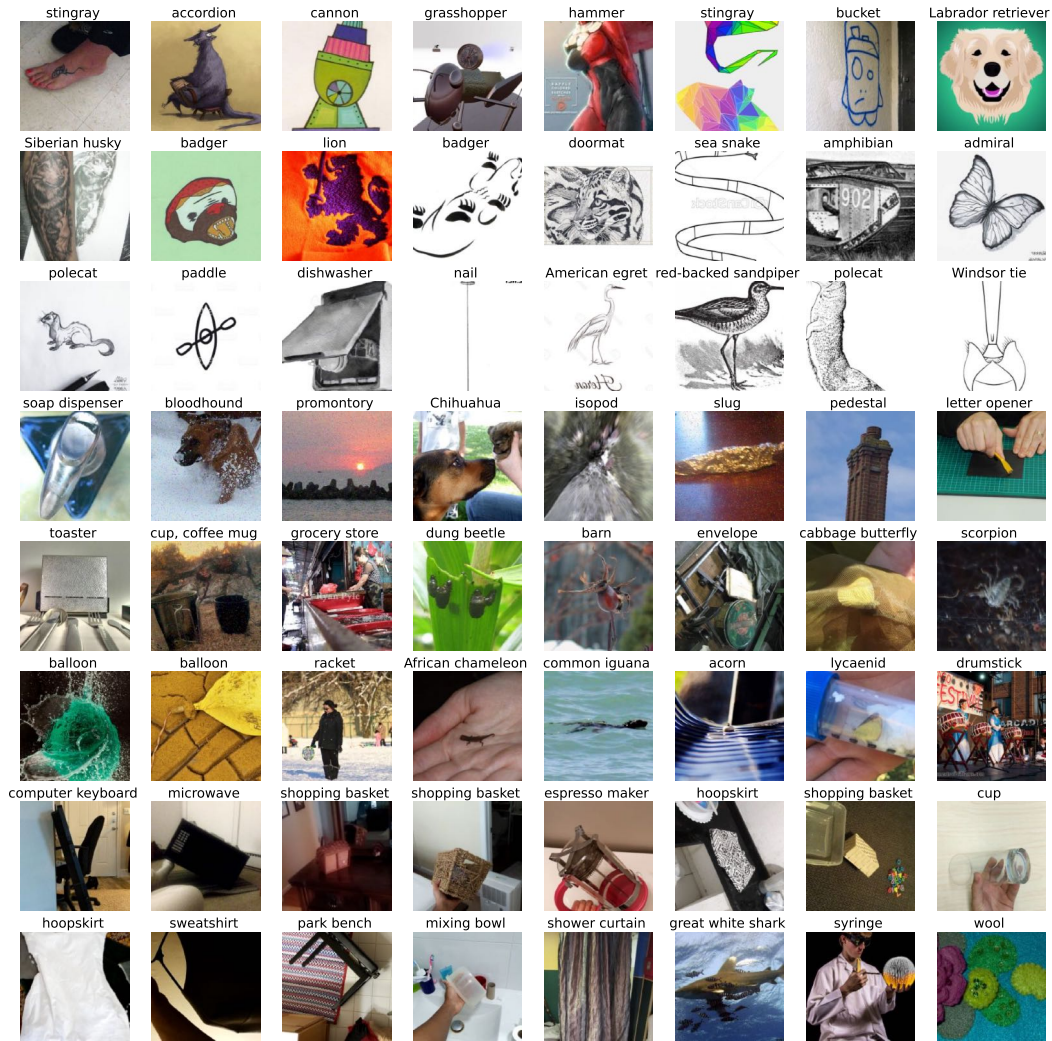 stingray accordion cannon grasshopper hammer stingray bucket Labrador retriever
Siberian husky badger lion badger doormat sea snake amphibian admiral
902
polecat paddle dishwasher nail American egret red-backed sandpiper polecat Windsor tie
soap dispenser bloodhound promontory Chihuahua isopod slug pedestal letter opener
toaster cup, coffee mug grocery store dung beetle barn envelope cabbage butterfly scorpion
Ryan Pyle
balloon balloon racket African chameleon common iguana acorn lycaenid drumstick
computer keyboard microwave shopping basket shopping basket espresso maker hoopskirt shopping basket cup
hoopskirt sweatshirt park bench mixing bowl shower curtain great white shark syringe wool